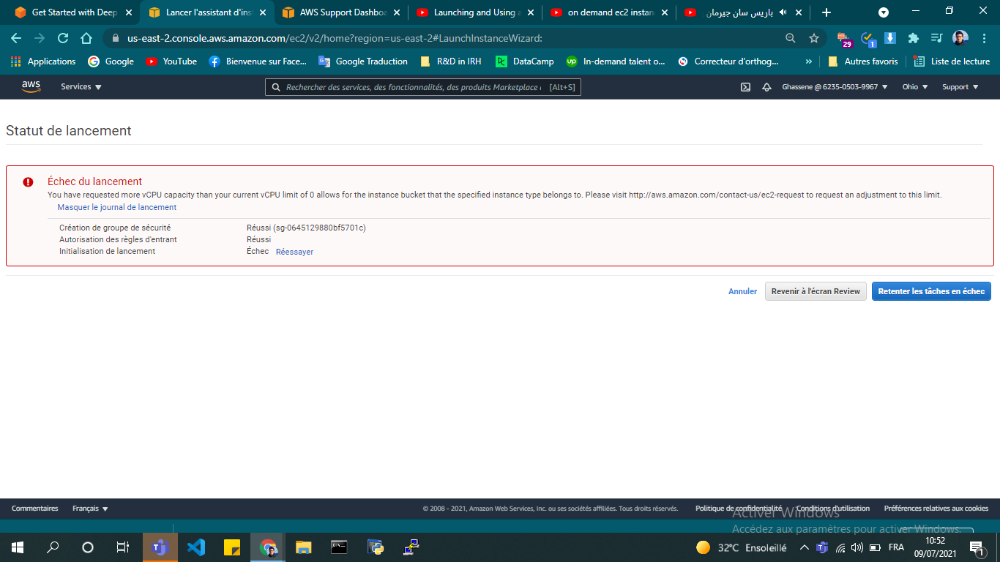 Get Started with Deep
Lancer l'assistant d'ins
AWS Support Dashboa
Launching and Using a
on demand ec2 instan
باريس سان جيرمان
us-east-2.console.aws.amazon.com/ec2/v2/home?region=us-east-2#LaunchInstanceWizard:
29
1
Applications
Google
YouTube
Bienvenue sur Face...
Google Traduction
R&D in IRH
DataCamp
In-demand talent o...
Correcteur d'orthog...
»
Autres favoris
Liste de lecture
aws
Services
Rechercher des services, des fonctionnalités, des produits Marketplace
[Alt+S]
Ghassene @ 6235-0503-9967
Ohio
Support
Statut de lancement
Échec du lancement
You have requested more vCPU capacity than your current vCPU limit of 0 allows for the instance bucket that the specified instance type belongs to. Please visit http://aws.amazon.com/contact-us/ec2-request to request an adjustment to this limit.
Masquer le journal de lancement
Création de groupe de sécurité Réussi (sg-0645129880bf5701c)
Autorisation des règles d'entrant Réussi
Initialisation de lancement Échec Réessayer
Annuler
Revenir à l'écran Review
Retenter les tâches en échec
Commentaires
Français
© 2008 - 2021, Amazon Web Services, Inc. ou ses sociétés affiliées. Tous droits réservés.
Politique de confidentialité
Conditions d'utilisation
Préférences relatives aux cookies
Activer Windows
Accédez aux paramètres pour activer Windows.
32°C Ensoleillé
FRA
10:52
09/07/2021
1